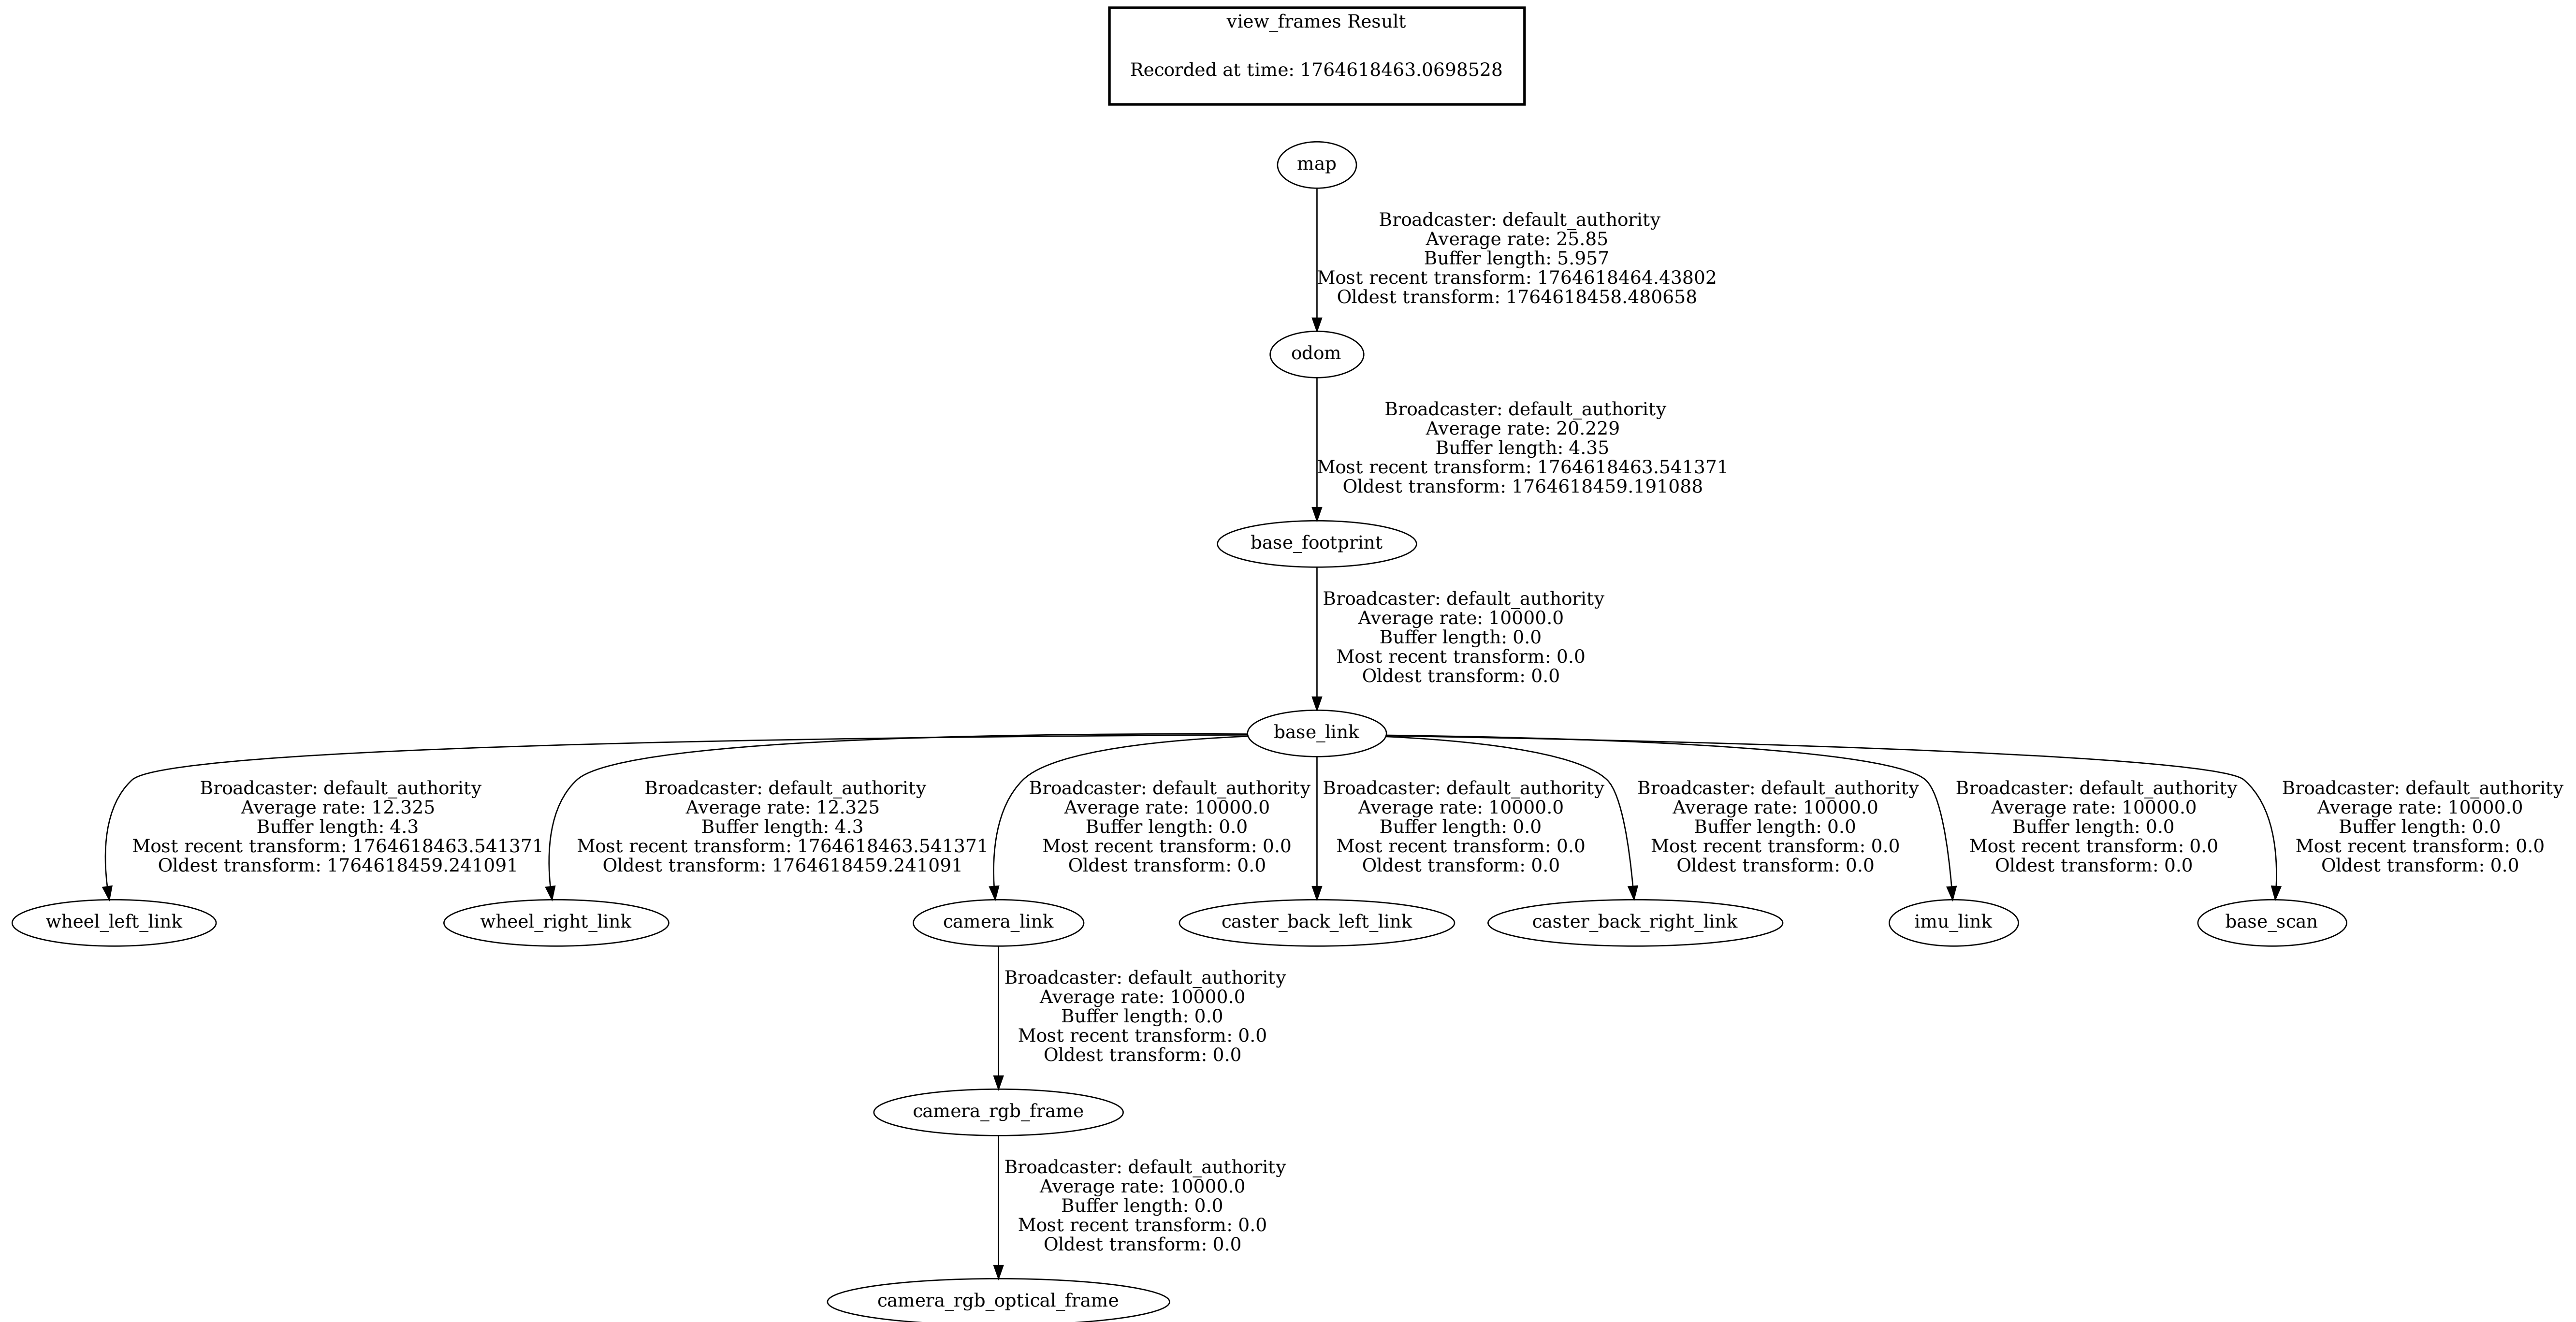 view_frames Result
Recorded at time: 1764618463.0698528
map
Broadcaster: default_authority
Average rate: 25.85
Buffer length: 5.957
Most recent transform: 1764618464.43802
Oldest transform: 1764618458.480658
odom
Broadcaster: default_authority
Average rate: 20.229
Buffer length: 4.35
Most recent transform: 1764618463.541371
Oldest transform: 1764618459.191088
base_footprint
Broadcaster: default_authority
Average rate: 10000.0
Buffer length: 0.0
Most recent transform: 0.0
Oldest transform: 0.0
base_link
Broadcaster: default_authority
Average rate: 12.325
Buffer length: 4.3
Most recent transform: 1764618463.541371
Oldest transform: 1764618459.241091
Broadcaster: default_authority
Average rate: 12.325
Buffer length: 4.3
Most recent transform: 1764618463.541371
Oldest transform: 1764618459.241091
Broadcaster: default_authority
Average rate: 10000.0
Buffer length: 0.0
Most recent transform: 0.0
Oldest transform: 0.0
Broadcaster: default_authority
Average rate: 10000.0
Buffer length: 0.0
Most recent transform: 0.0
Oldest transform: 0.0
Broadcaster: default_authority
Average rate: 10000.0
Buffer length: 0.0
Most recent transform: 0.0
Oldest transform: 0.0
Broadcaster: default_authority
Average rate: 10000.0
Buffer length: 0.0
Most recent transform: 0.0
Oldest transform: 0.0
Broadcaster: default_authority
Average rate: 10000.0
Buffer length: 0.0
Most recent transform: 0.0
Oldest transform: 0.0
wheel_left_link
wheel_right_link
camera_link
caster_back_left_link
caster_back_right_link
imu_link
base_scan
Broadcaster: default_authority
Average rate: 10000.0
Buffer length: 0.0
Most recent transform: 0.0
Oldest transform: 0.0
camera_rgb_frame
Broadcaster: default_authority
Average rate: 10000.0
Buffer length: 0.0
Most recent transform: 0.0
Oldest transform: 0.0
camera_rgb_optical_frame